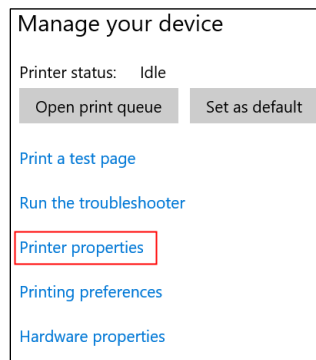 Manage your device
Printer status: Idle
Open print queue Set as default
Print a test page
Run the troubleshooter
Printer properties
Printing preferences
Hardware properties